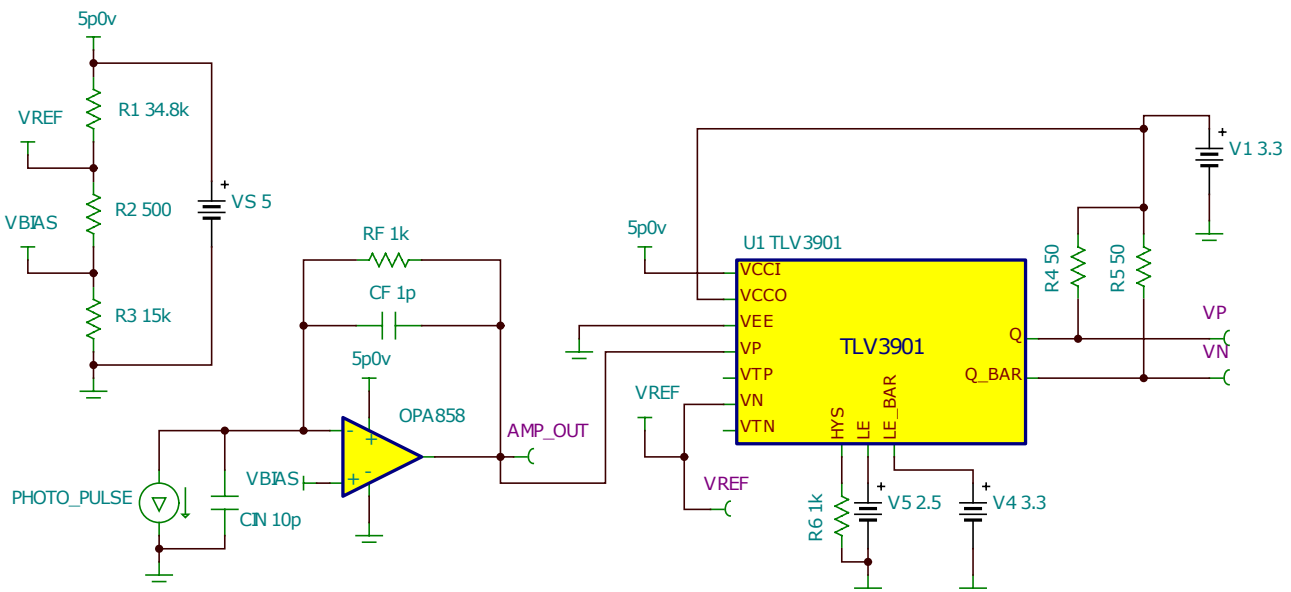 5p0v
R1 34.8k
VREF
R2 500
VS 5
VBIAS
R3 15k
RF 1k
CF 1p
5p0v
OPA858
AMP_OUT
VBIAS
PHOTO_PULSE
CIN 10p
5p0v
U1 TLV3901
VCCI
VCCO
VEE
VP
VTP
VN
VTN
TLV3901
Q
Q_BAR
HYS
LE
LE_BAR
VREF
VREF
R6 1k
V5 2.5
V4 3.3
R4 50
R5 50
V1 3.3
VP
VN